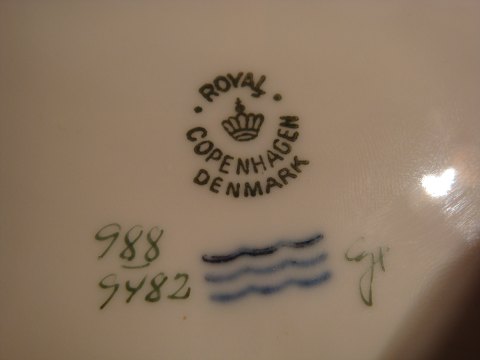 ROYAL
COPENHAGEN
DENMARK
988
9482